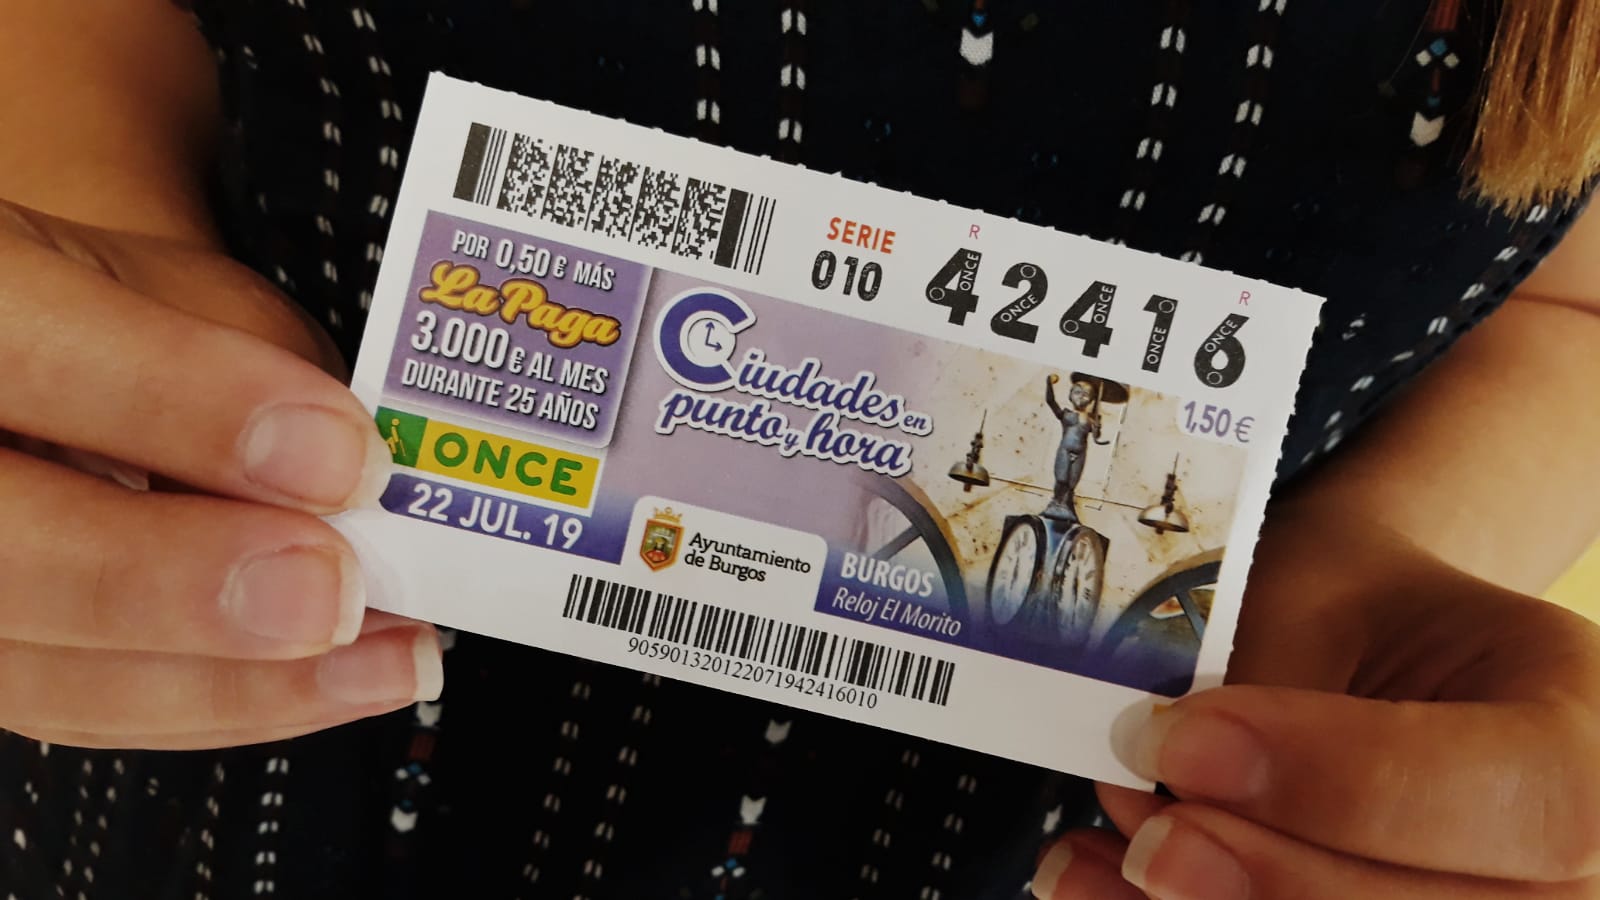 SERIE
010
R R
42416
ONCE ONCE ONCE ONCE ONCE
1,50€
POR 0,50€ MÁS
La Paga
3.000€ AL MES
DURANTE 25 AÑOS
Ciudades en
punto y hora
ONCE
22 JUL. 19
Ayuntamiento
de Burgos
BURGOS
Reloj El Morito
905901320122071942416010